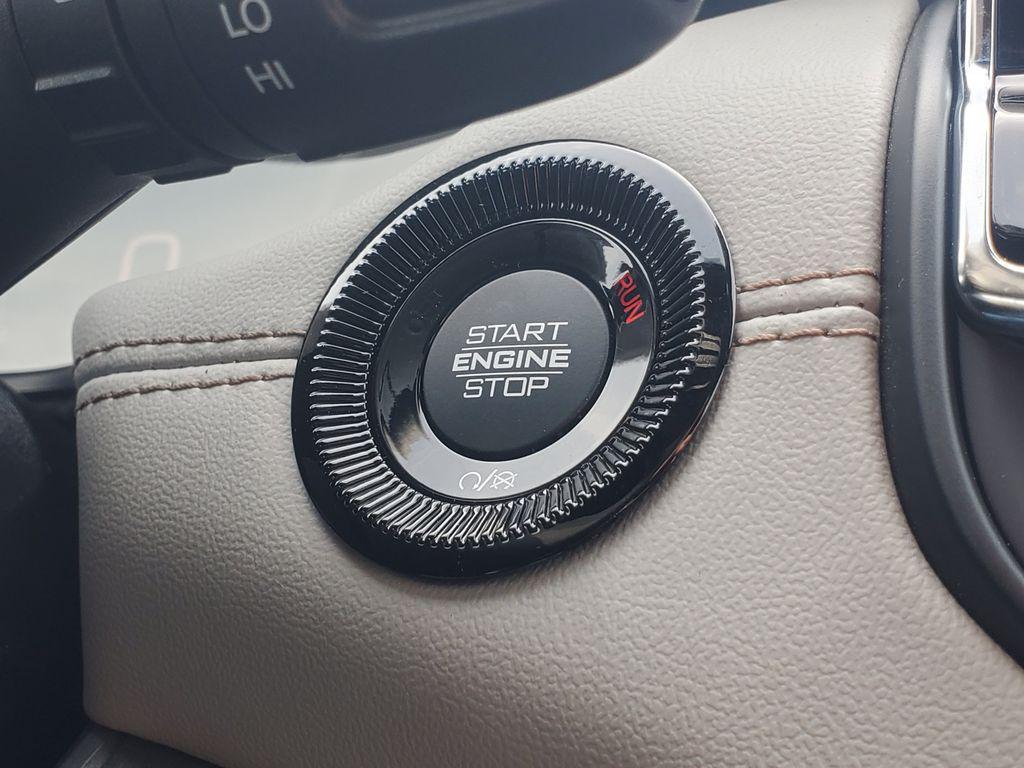 LO
HI
RUN
START
ENGINE
STOP